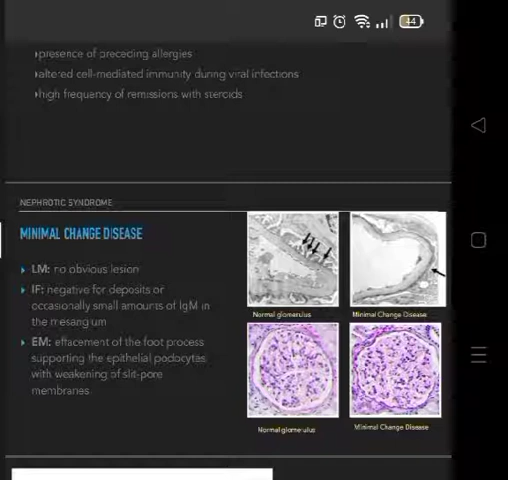 44
presence of preceding allergies
altered cell-mediated immunity during viral infections
high frequency of remissions with steroids
NEPHROTIC SYNDROME
MINIMAL CHANGE DISEASE
LM: no obvious lesion
IF: negative for deposits or
occasionally small amounts of IgM in
the mesangium
EM: effacement of the foot process
supporting the epithelial podocytes
with weakening of slit-pore
membranes
Normal glomerulus
Minimal Change Disease
Normal glomerulus
Minimal Change Disease